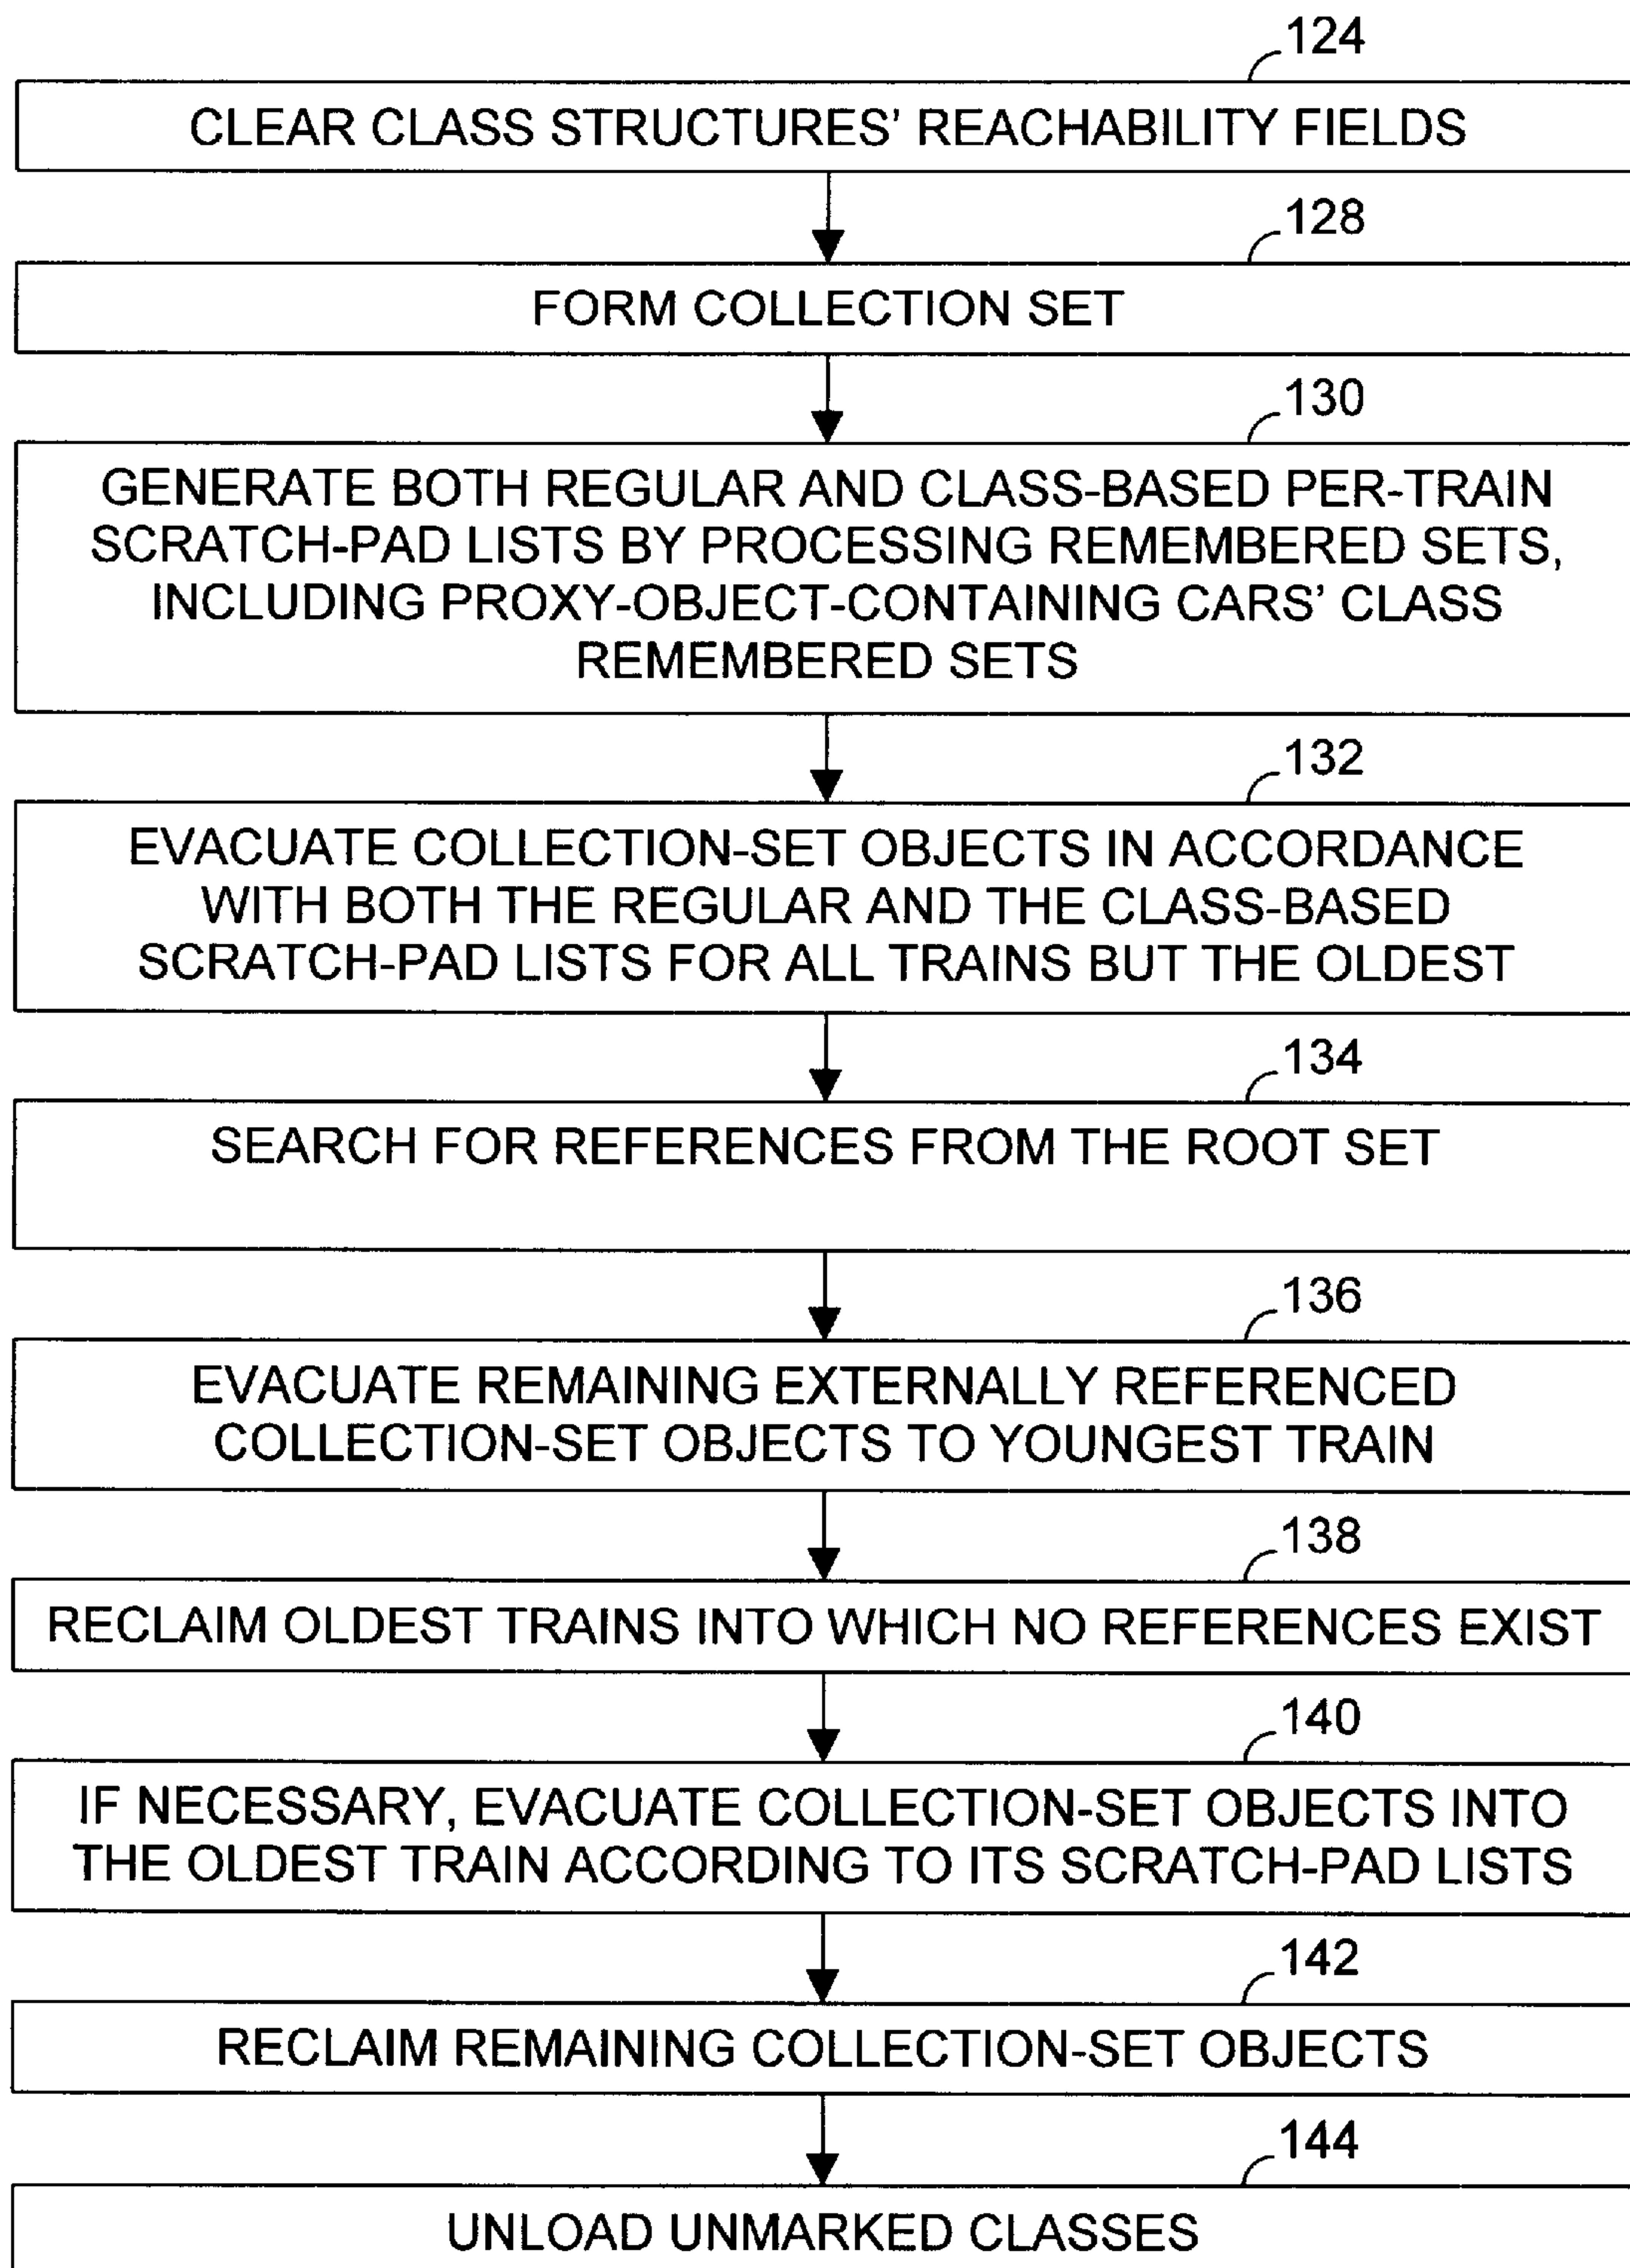 124
CLEAR CLASS STRUCTURES’ REACHABILITY FIELDS
128
FORM COLLECTION SET
130
GENERATE BOTH REGULAR AND CLASS-BASED PER-TRAIN
SCRATCH-PAD LISTS BY PROCESSING REMEMBERED SETS,
INCLUDING PROXY-OBJECT-CONTAINING CARS’ CLASS
REMEMBERED SETS
132
EVACUATE COLLECTION-SET OBJECTS IN ACCORDANCE
WITH BOTH THE REGULAR AND THE CLASS-BASED
SCRATCH-PAD LISTS FOR ALL TRAINS BUT THE OLDEST
134
SEARCH FOR REFERENCES FROM THE ROOT SET
136
EVACUATE REMAINING EXTERNALLY REFERENCED
COLLECTION-SET OBJECTS TO YOUNGEST TRAIN
138
RECLAIM OLDEST TRAINS INTO WHICH NO REFERENCES EXIST
140
IF NECESSARY, EVACUATE COLLECTION-SET OBJECTS INTO
THE OLDEST TRAIN ACCORDING TO ITS SCRATCH-PAD LISTS
142
RECLAIM REMAINING COLLECTION-SET OBJECTS
144
UNLOAD UNMARKED CLASSES